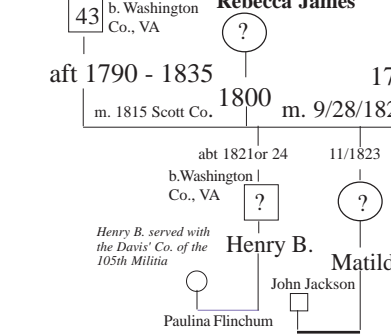 Rebecca James
43
b. Washington
Co., VA
?
aft 1790 - 1835
1800
m. 1815 Scott Co.
m. 9/28/182
abt 1821or 24
11/1823
b.Washington
Co., VA
?
?
Henry B. served with
the Davis' Co. of the
105th Militia
Henry B.
Matild
John Jackson
Paulina Flinchum